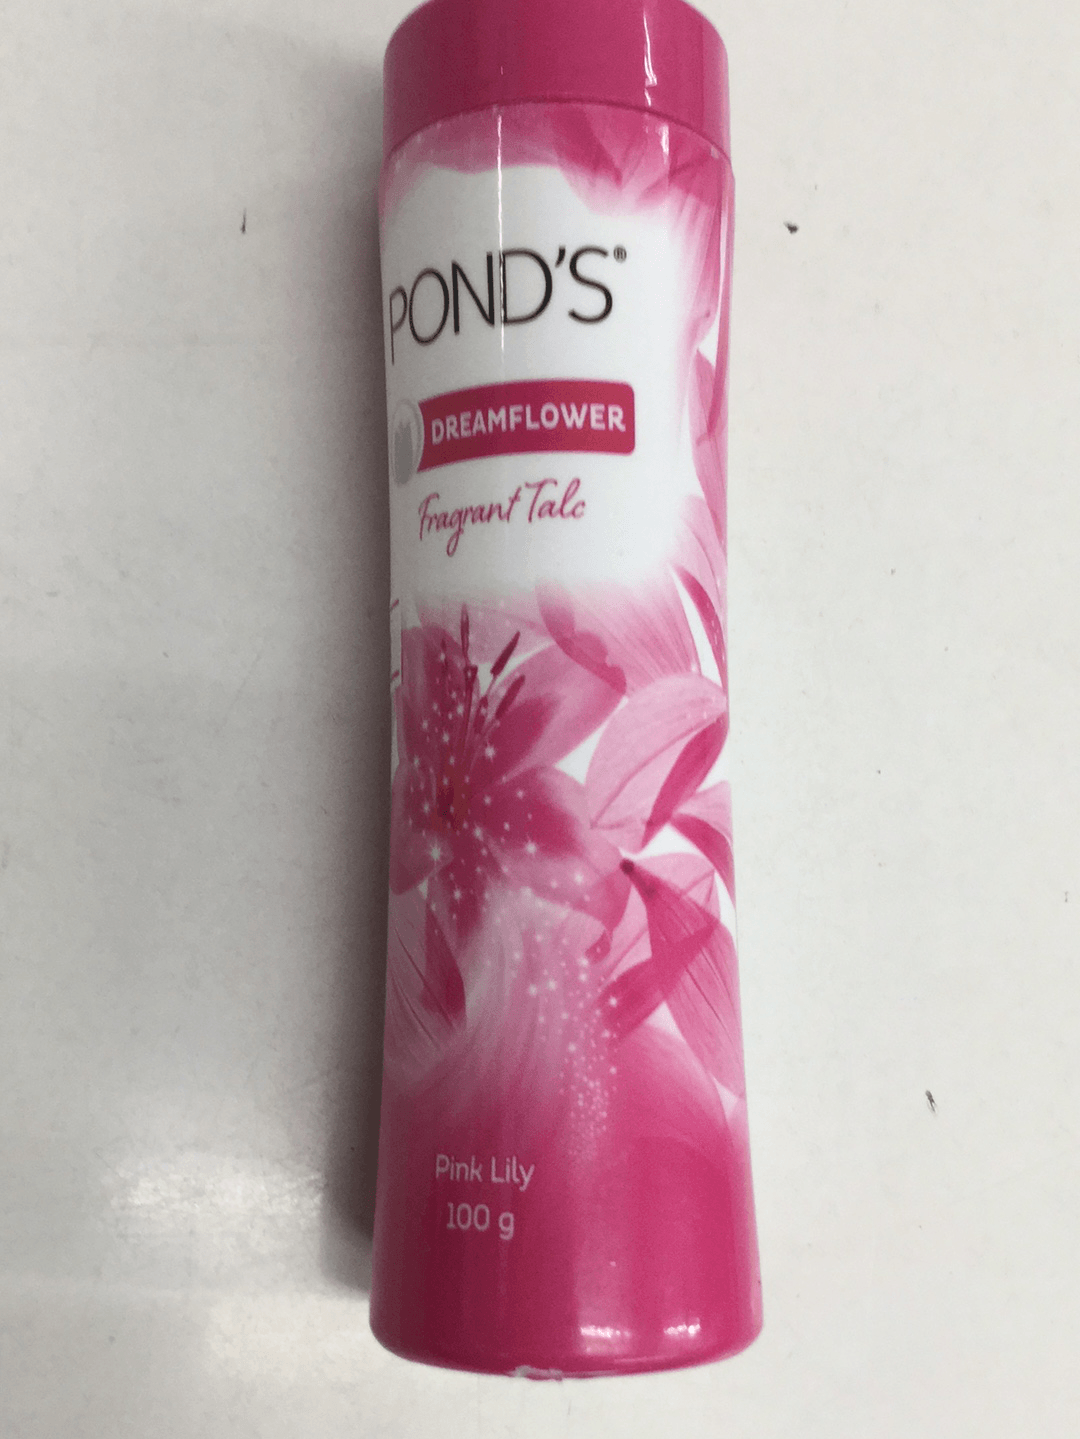 POND'S®
DREAMFLOWER
Fragrant Talc
Pink Lily
100 g